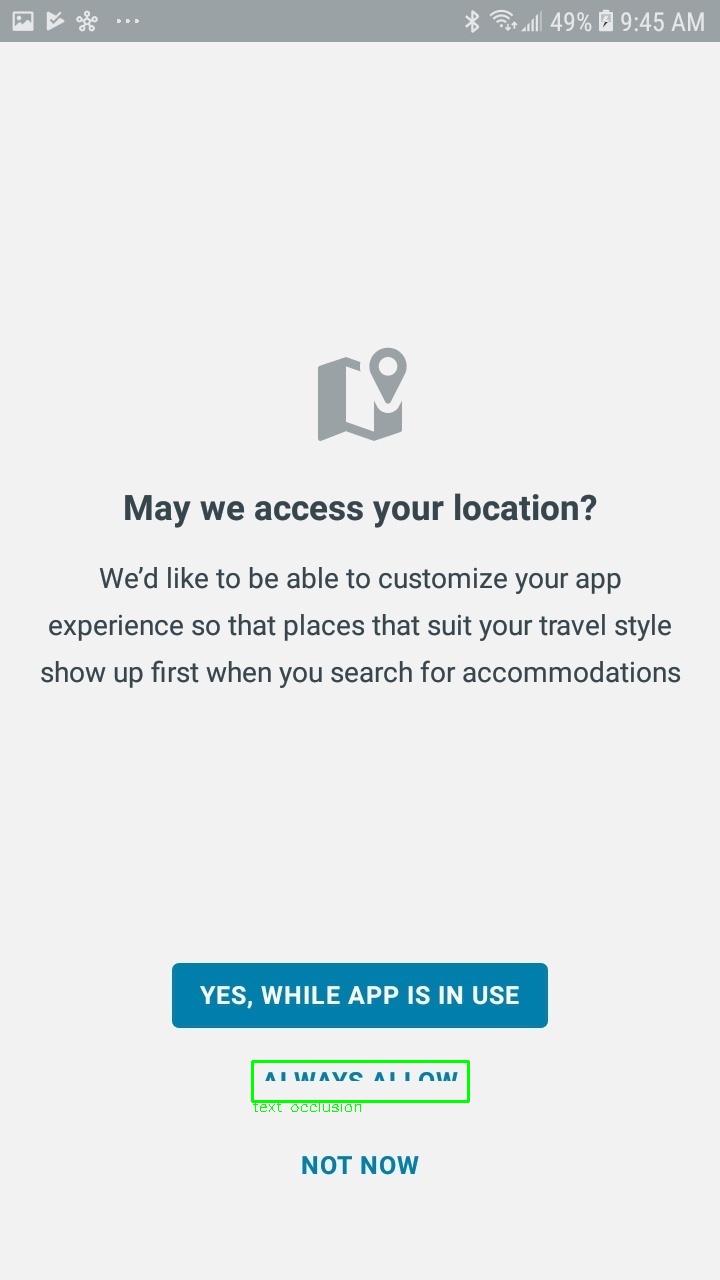 49% 9:45 AM
May we access your location?
We’d like to be able to customize your app
experience so that places that suit your travel style
show up first when you search for accommodations
YES, WHILE APP IS IN USE
ALWAYS ALLOW
text occlusion
NOT NOW